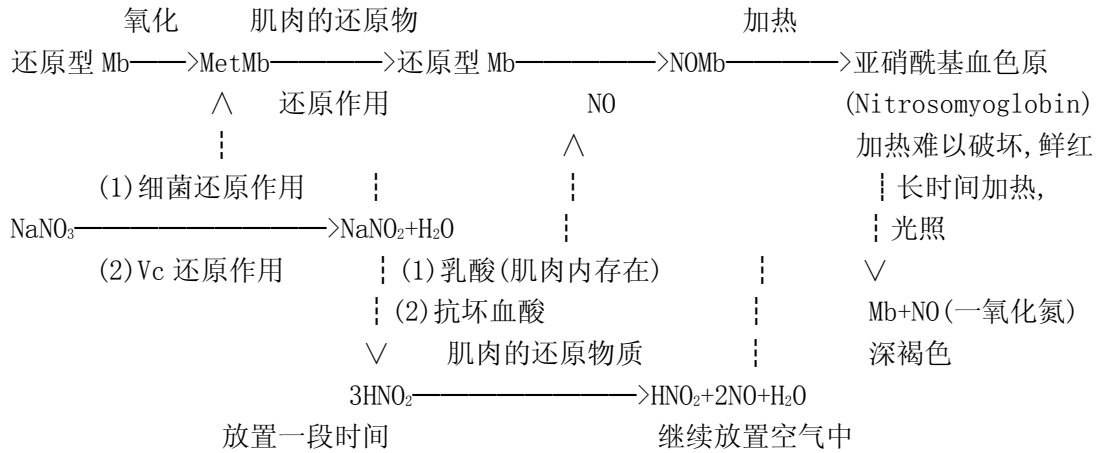 氧化 肌肉的还原物 加热
还原型 Mb——>MetMb————>还原型 Mb—————>NOMb————>亚硝酰基血色原
∧ 还原作用 NO (Nitrosomyoglobin)
┆ ∧ 加热难以破坏,鲜红
(1)细菌还原作用 ┆ ┆ ┆长时间加热,
NaNO₃—————————>NaNO₂+H₂O ┆ ┆光照
(2)Vc 还原作用 ┆(1)乳酸(肌肉内存在) ┆ ∨
┆(2)抗坏血酸 ┆ Mb+NO(一氧化氮)
∨ 肌肉的还原物质 ┆ 深褐色
3HNO₂————————>HNO₂+2NO+H₂O
放置一段时间 继续放置空气中